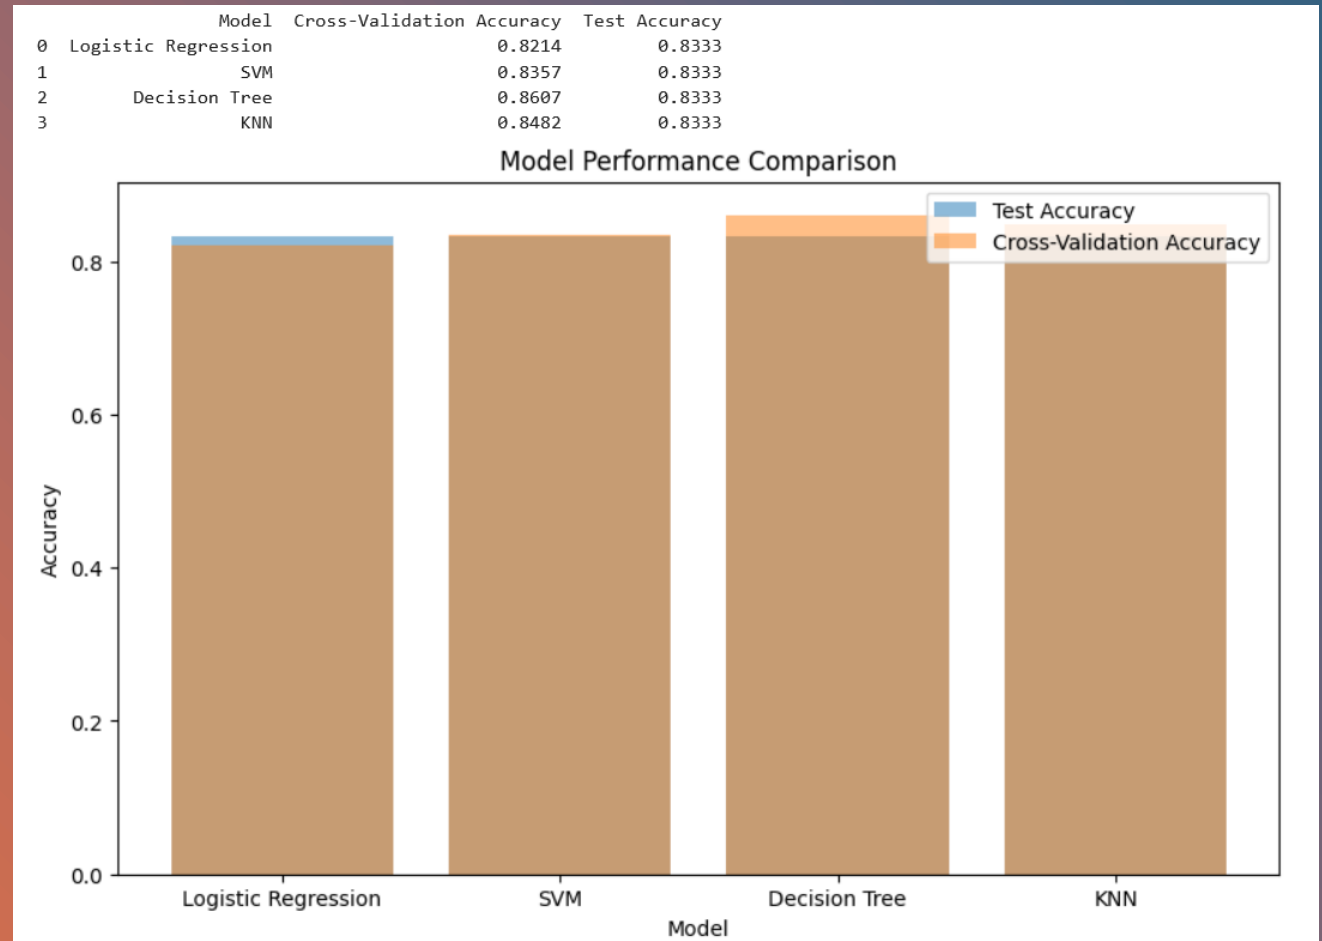 Model Cross-Validation Accuracy Test Accuracy
0 Logistic Regression 0.8214 0.8333
1 SVM 0.8357 0.8333
2 Decision Tree 0.8607 0.8333
3 KNN 0.8482 0.8333
Model Performance Comparison
Test Accuracy
Cross-Validation Accuracy
0.8
0.6
0.4
0.2
0.0
Accuracy
Logistic Regression SVM Decision Tree KNN
Model